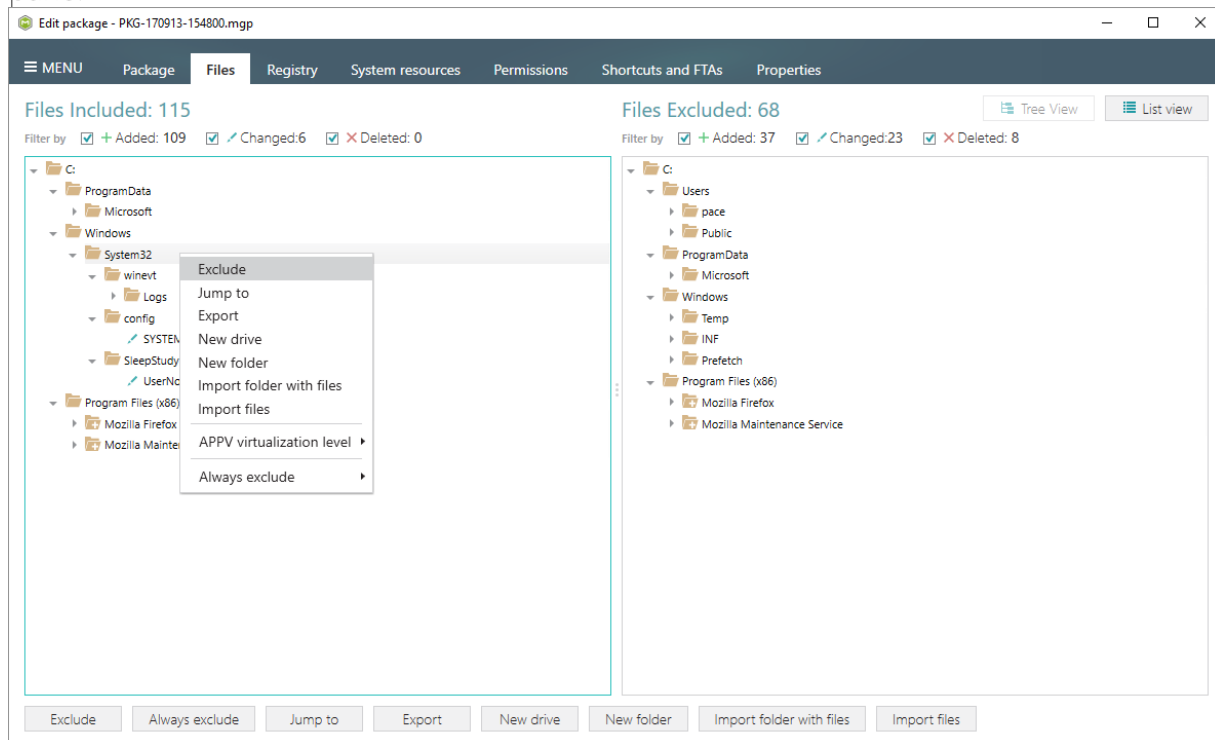 Edit package - PKG-170913-154800.mgp
MENU Package Files Registry System resources Permissions Shortcuts and FTAs Properties
Files Included: 115
Filter by + Added: 109 Changed:6 Deleted: 0
C:
ProgramData
Microsoft
Windows
System32
winevt
Logs
config
SleepStudy
Program Files (x86)
Mozilla Firefox
Mozilla
Exclude
Jump to
Export
New drive
New folder
Import folder with files
Import files
APPV virtualization level
Always exclude
Files Excluded: 68
Tree View List view
Filter by + Added: 37 Changed:23 Deleted: 8
C:
Users
pace
Public
ProgramData
Microsoft
Windows
Temp
INF
Prefetch
Program Files (x86)
Mozilla Firefox
Mozilla Maintenance Service
Exclude Always exclude Jump to Export New drive New folder Import folder with files Import files